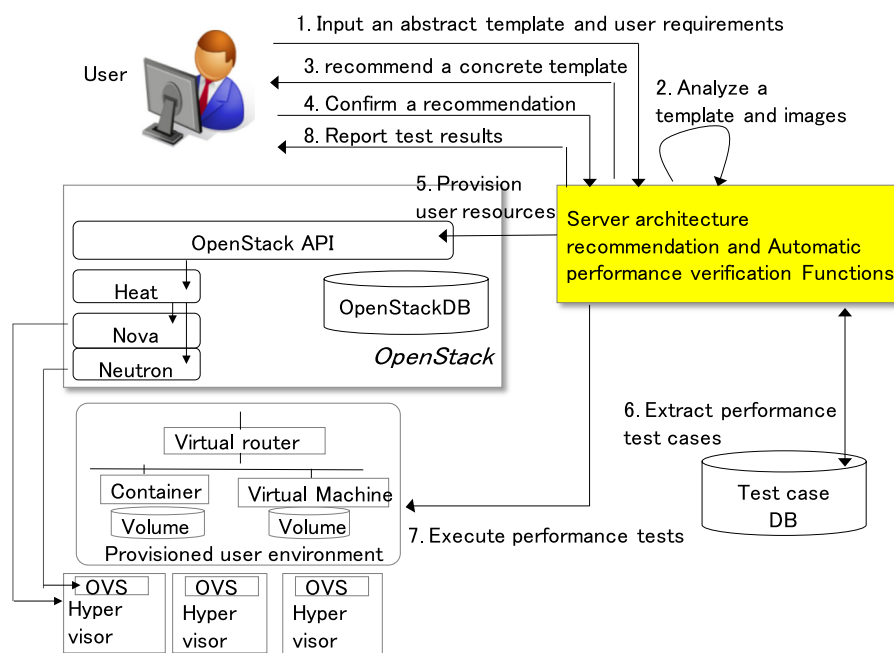 1. Input an abstract template and user requirements
User
3. recommend a concrete template
4. Confirm a recommendation
8. Report test results
2. Analyze a
template and images
5. Provision
user resources
Server architecture
recommendation and Automatic
performance verification Functions
OpenStack API
Heat
Nova
Neutron
OpenStackDB
OpenStack
6. Extract performance
test cases
Test case
DB
7. Execute performance tests
Virtual router
Container
Virtual Machine
Volume
Volume
Provisioned user environment
OVS
Hyper
visor
OVS
Hyper
visor
OVS
Hyper
visor